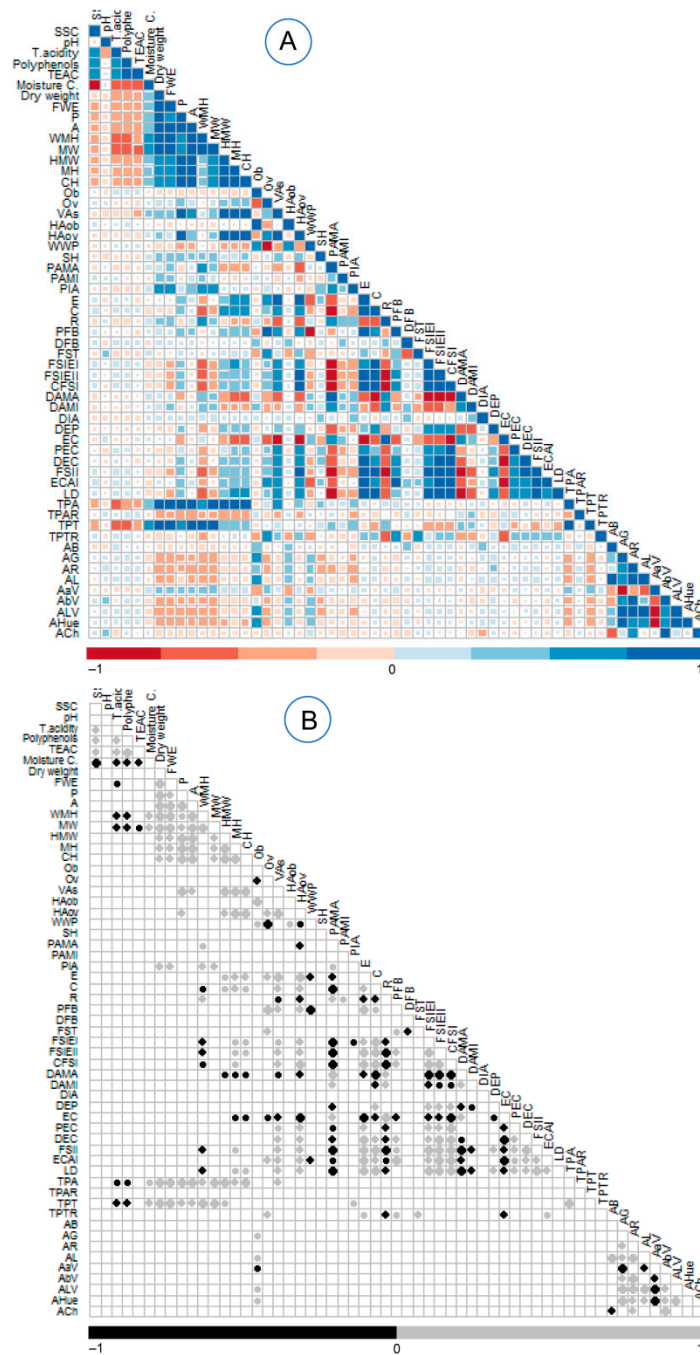 A
SSC
pH
T.acidity
Polyphenols
TEAC
Moisture C.
Dry weight
FWE
P
A
WMH
MW
HMW
MH
CH
Ob
Ov
VAs
HAob
HAov
WWP
SH
PAMA
PAMI
PIA
E
C
R
PFB
DFB
FST
FSIEI
FSIEII
CFSI
DAMA
DAMI
DIA
DEP
EC
PEC
DEC
FSII
ECAI
LD
TPA
TPAR
TPT
TPTR
AB
AG
AR
AL
AaV
AbV
ALV
AHue
ACh
pH
T.acid
Polyphe
TEAC
Moisture C.
Dry weight
FWE
P
A
WMH
MW
HMW
MH
CH
Ob
Ov
VAs
HAob
HAov
WWP
SH
PAMA
PAMI
PIA
E
C
R
PFB
DFB
FST
FSIEI
FSIEII
CFSI
DAMA
DAMI
DIA
DEP
EC
PEC
DEC
FSII
ECAI
LD
TPA
TPAR
TPT
TPTR
AB
AG
AR
AL
AaV
AbV
ALV
AHue
−1 0 1
B
SSC
pH
T.acidity
Polyphenols
TEAC
Moisture C.
Dry weight
FWE
P
A
WMH
MW
HMW
MH
CH
Ob
Ov
VAs
HAob
HAov
WWP
SH
PAMA
PAMI
PIA
E
C
R
PFB
DFB
FST
FSIEI
FSIEII
CFSI
DAMA
DAMI
DIA
DEP
EC
PEC
DEC
FSII
ECAI
LD
TPA
TPAR
TPT
TPTR
AB
AG
AR
AL
AaV
AbV
ALV
AHue
ACh
pH
T.acid
Polyphe
TEAC
Moisture C.
Dry weight
FWE
P
A
WMH
MW
HMW
MH
CH
Ob
Ov
VAs
HAob
HAov
WWP
SH
PAMA
PAMI
PIA
E
C
R
PFB
DFB
FST
FSIEI
FSIEII
CFSI
DAMA
DAMI
DIA
DEP
EC
PEC
DEC
FSII
ECAI
LD
TPA
TPAR
TPT
TPTR
AB
AG
AR
AL
AaV
AbV
ALV
AHue
−1 0 1